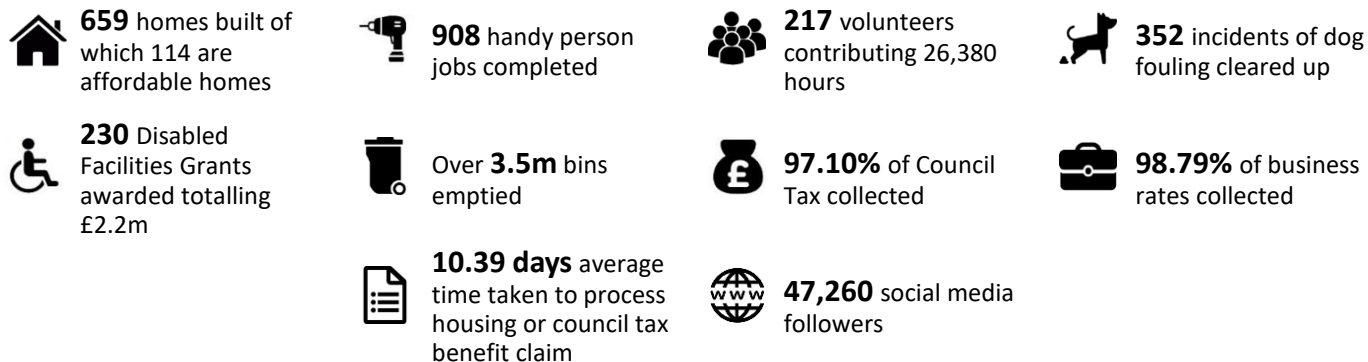 659 homes built of
which 114 are
affordable homes
908 handy person
jobs completed
217 volunteers
contributing 26,380
hours
352 incidents of dog
fouling cleared up
230 Disabled
Facilities Grants
awarded totalling
£2.2m
Over 3.5m bins
emptied
£
97.10% of Council
Tax collected
98.79% of business
rates collected
10.39 days average
time taken to process
housing or council tax
benefit claim
www
47,260 social media
followers